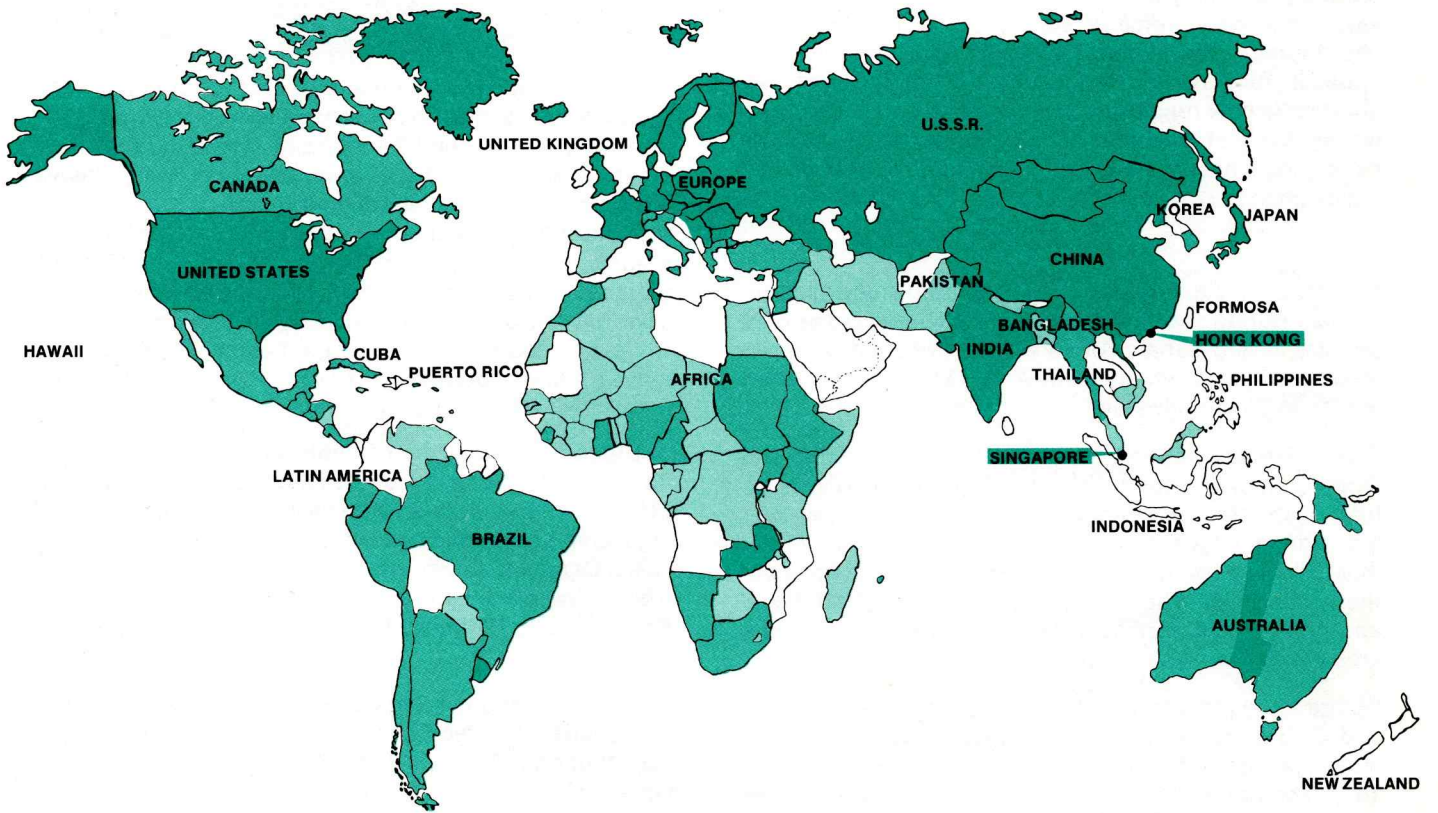 U.S.S.R.
UNITED KINGDOM
EUROPE
CANADA
KOREA
JAPAN
UNITED STATES
CHINA
PAKISTAN
FORMOSA
BANGLADESH
HONG KONG
HAWAII
CUBA
INDIA
PUERTO RICO
AFRICA
THAILAND
PHILIPPINES
SINGAPORE
LATIN AMERICA
INDONESIA
BRAZIL
AUSTRALIA
NEW ZEALAND